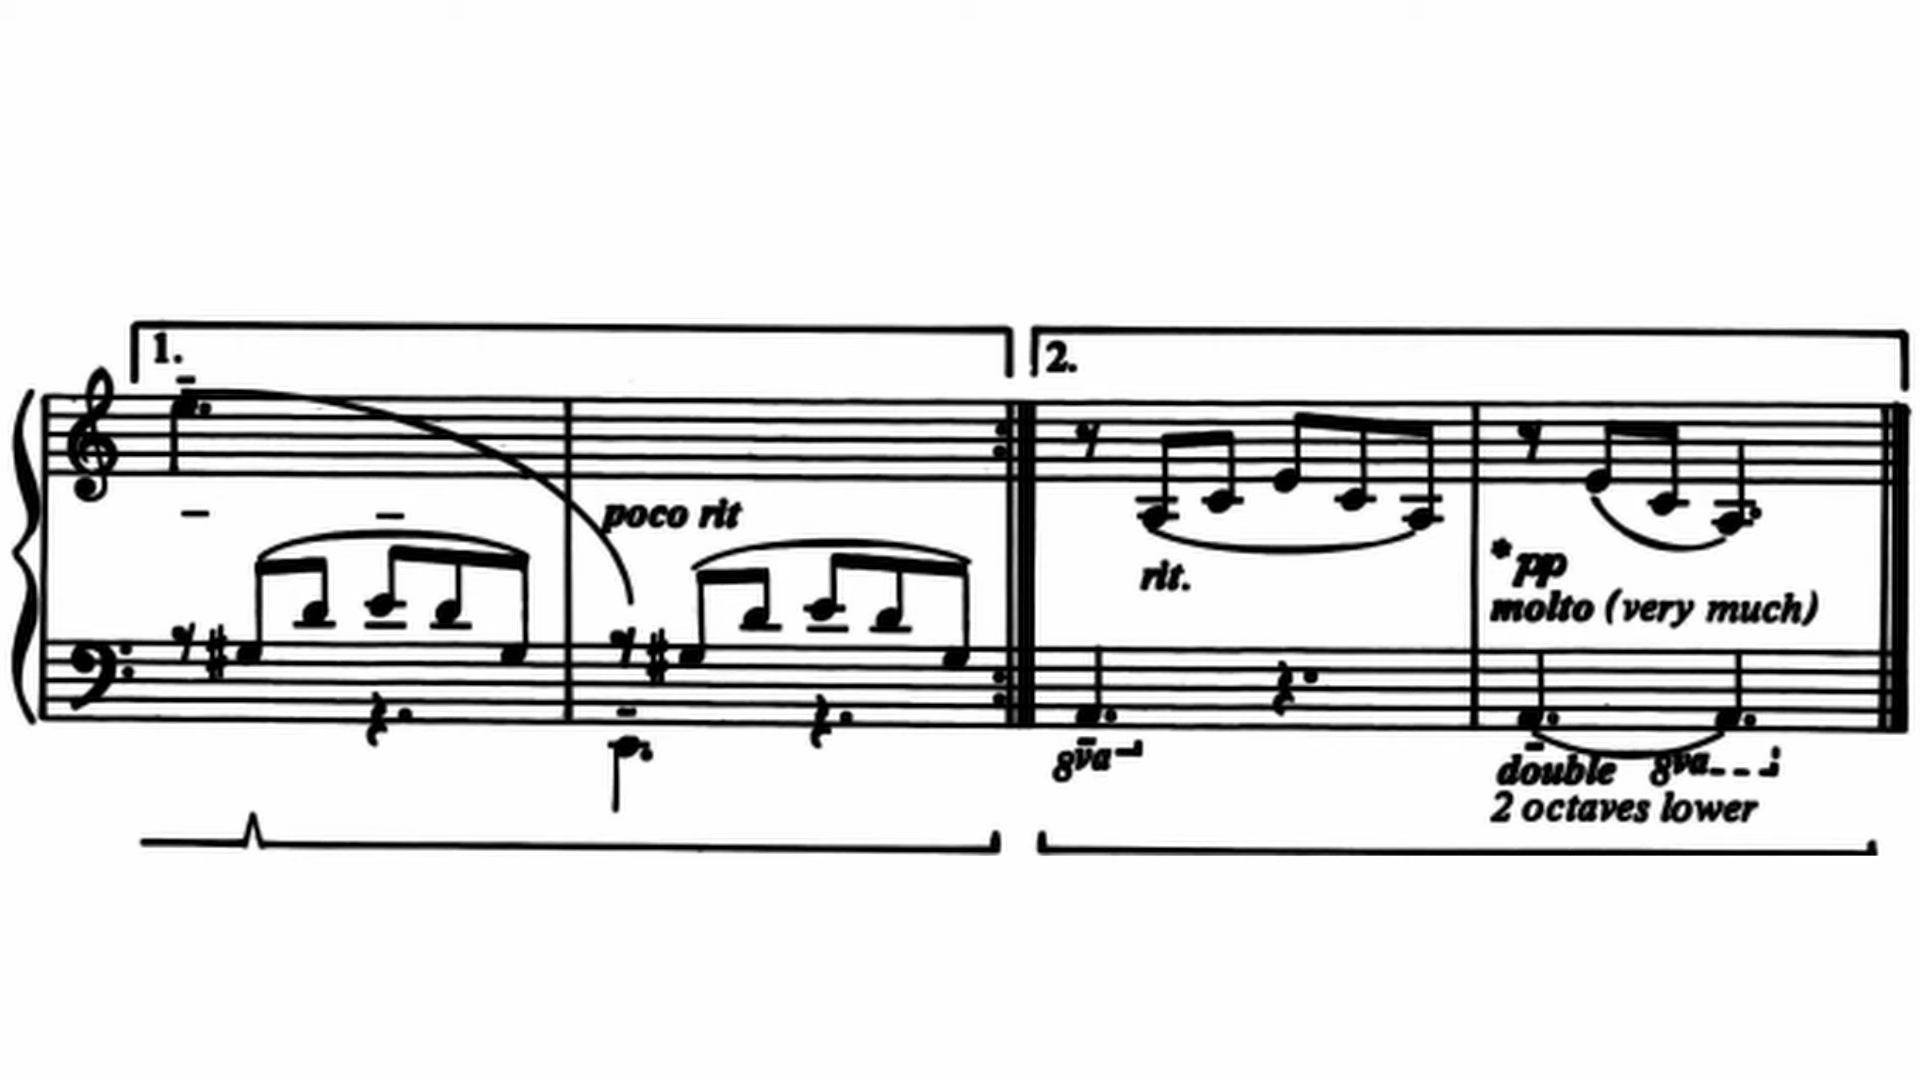 1.
2.
poco rit
rit.
*pp
molto (very much)
8va
double 8va
2 octaves lower